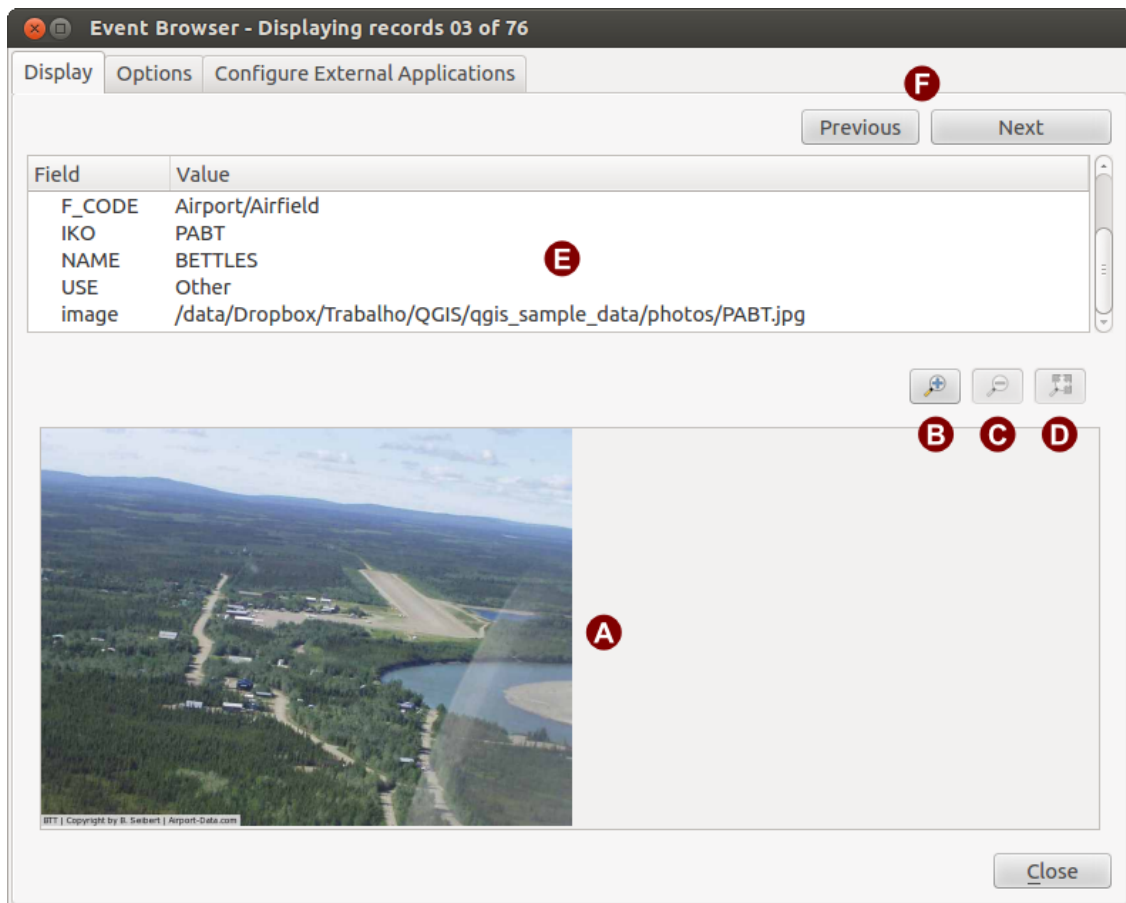 Event Browser - Displaying records 03 of 76
Display Options Configure External Applications
F
Previous Next
Field Value
F_CODE Airport/Airfield
IKO PABT
NAME BETTLES
E
USE Other
image /data/Dropbox/Trabalho/QGIS/qgis_sample_data/photos/PABT.jpg
B C D
A
BTT | Copyright by B. Seibert | Airport-Data.com
Close